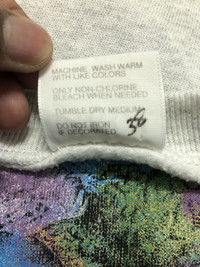 MACHINE WASH WARM
WITH LIKE COLORS
ONLY NON-CHLORINE
BLEACH WHEN NEEDED
TUMBLE DRY MEDIUM
DO NOT IRON
IF DECORATED